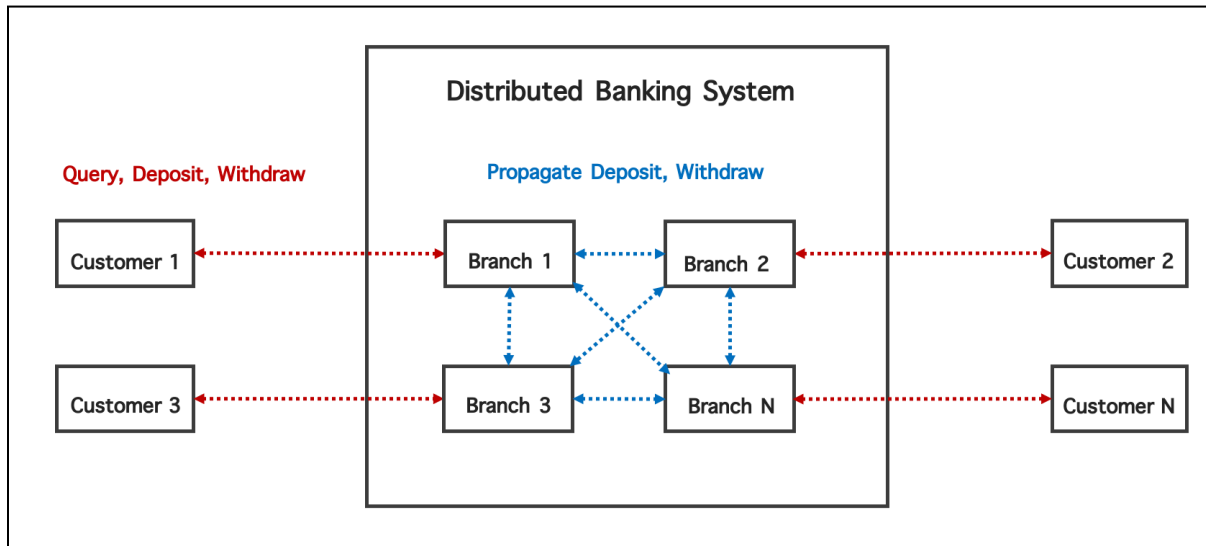 Distributed Banking System
Query, Deposit, Withdraw
Propagate Deposit, Withdraw
Customer 1
Branch 1
Branch 2
Customer 2
Customer 3
Branch 3
Branch N
Customer N